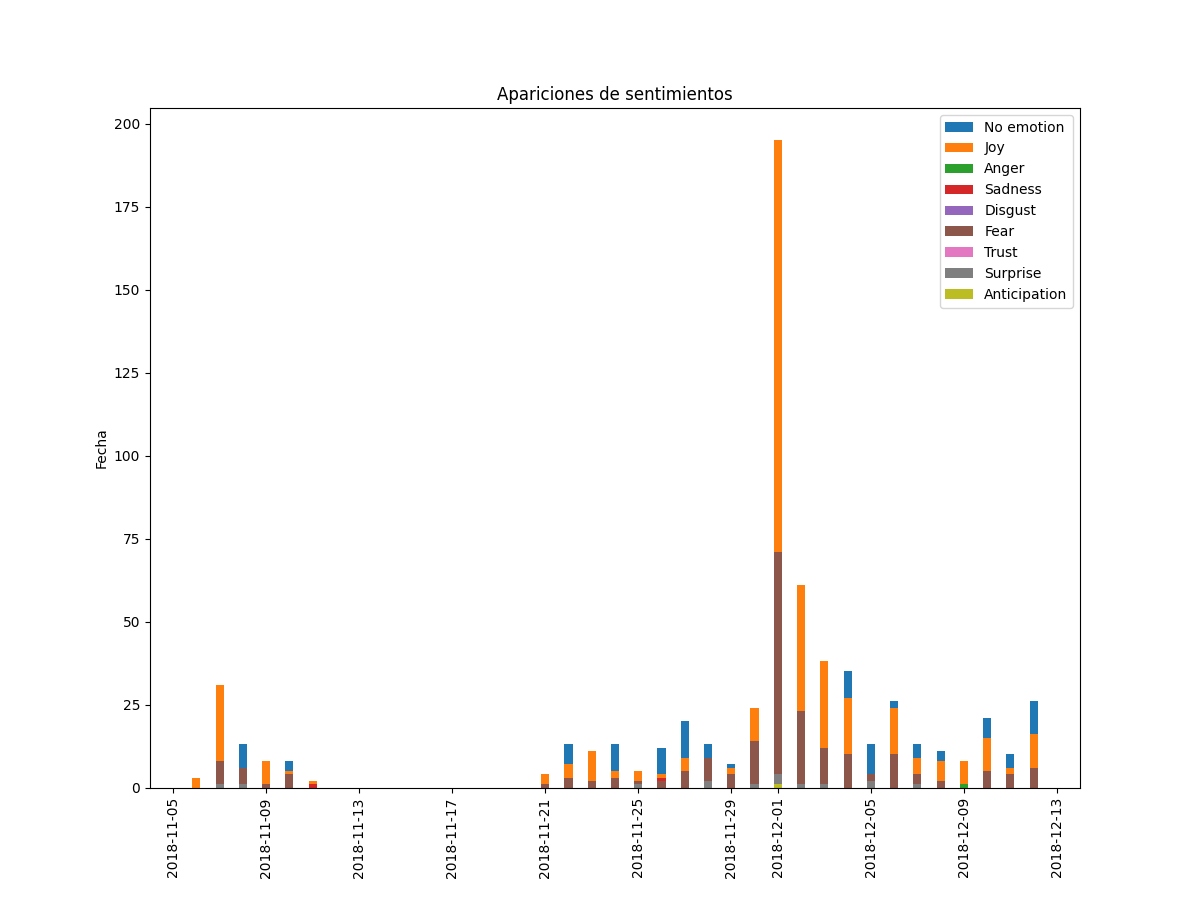 Apariciones de sentimientos
Fecha
200
175
150
125
100
75
50
25
0
No emotion
Joy
Anger
Sadness
Disgust
Fear
Trust
Surprise
Anticipation
2018-11-05
2018-11-09
2018-11-13
2018-11-17
2018-11-21
2018-11-25
2018-11-29
2018-12-01
2018-12-05
2018-12-09
2018-12-13